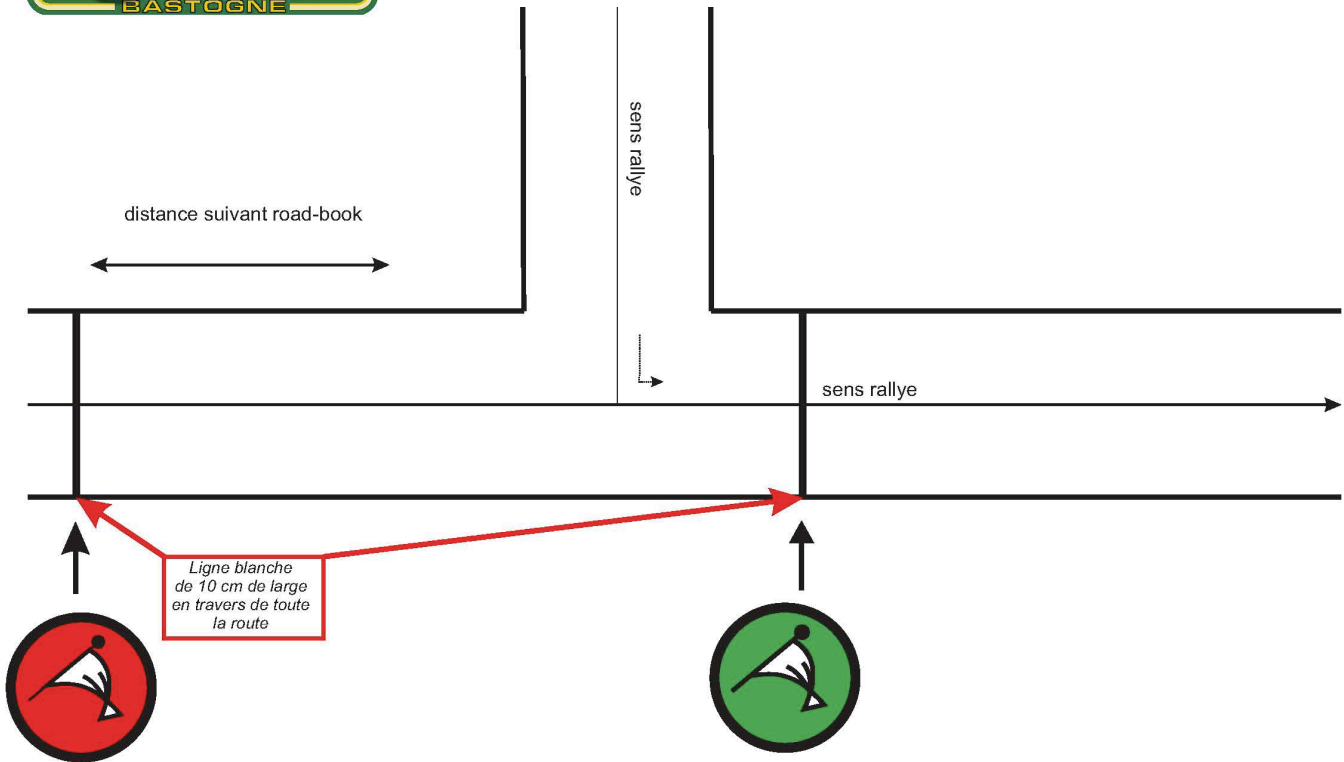 BASTOGNE
sens rallye
distance suivant road-book
sens rallye
Ligne blanche
de 10 cm de large
en travers de toute
la route